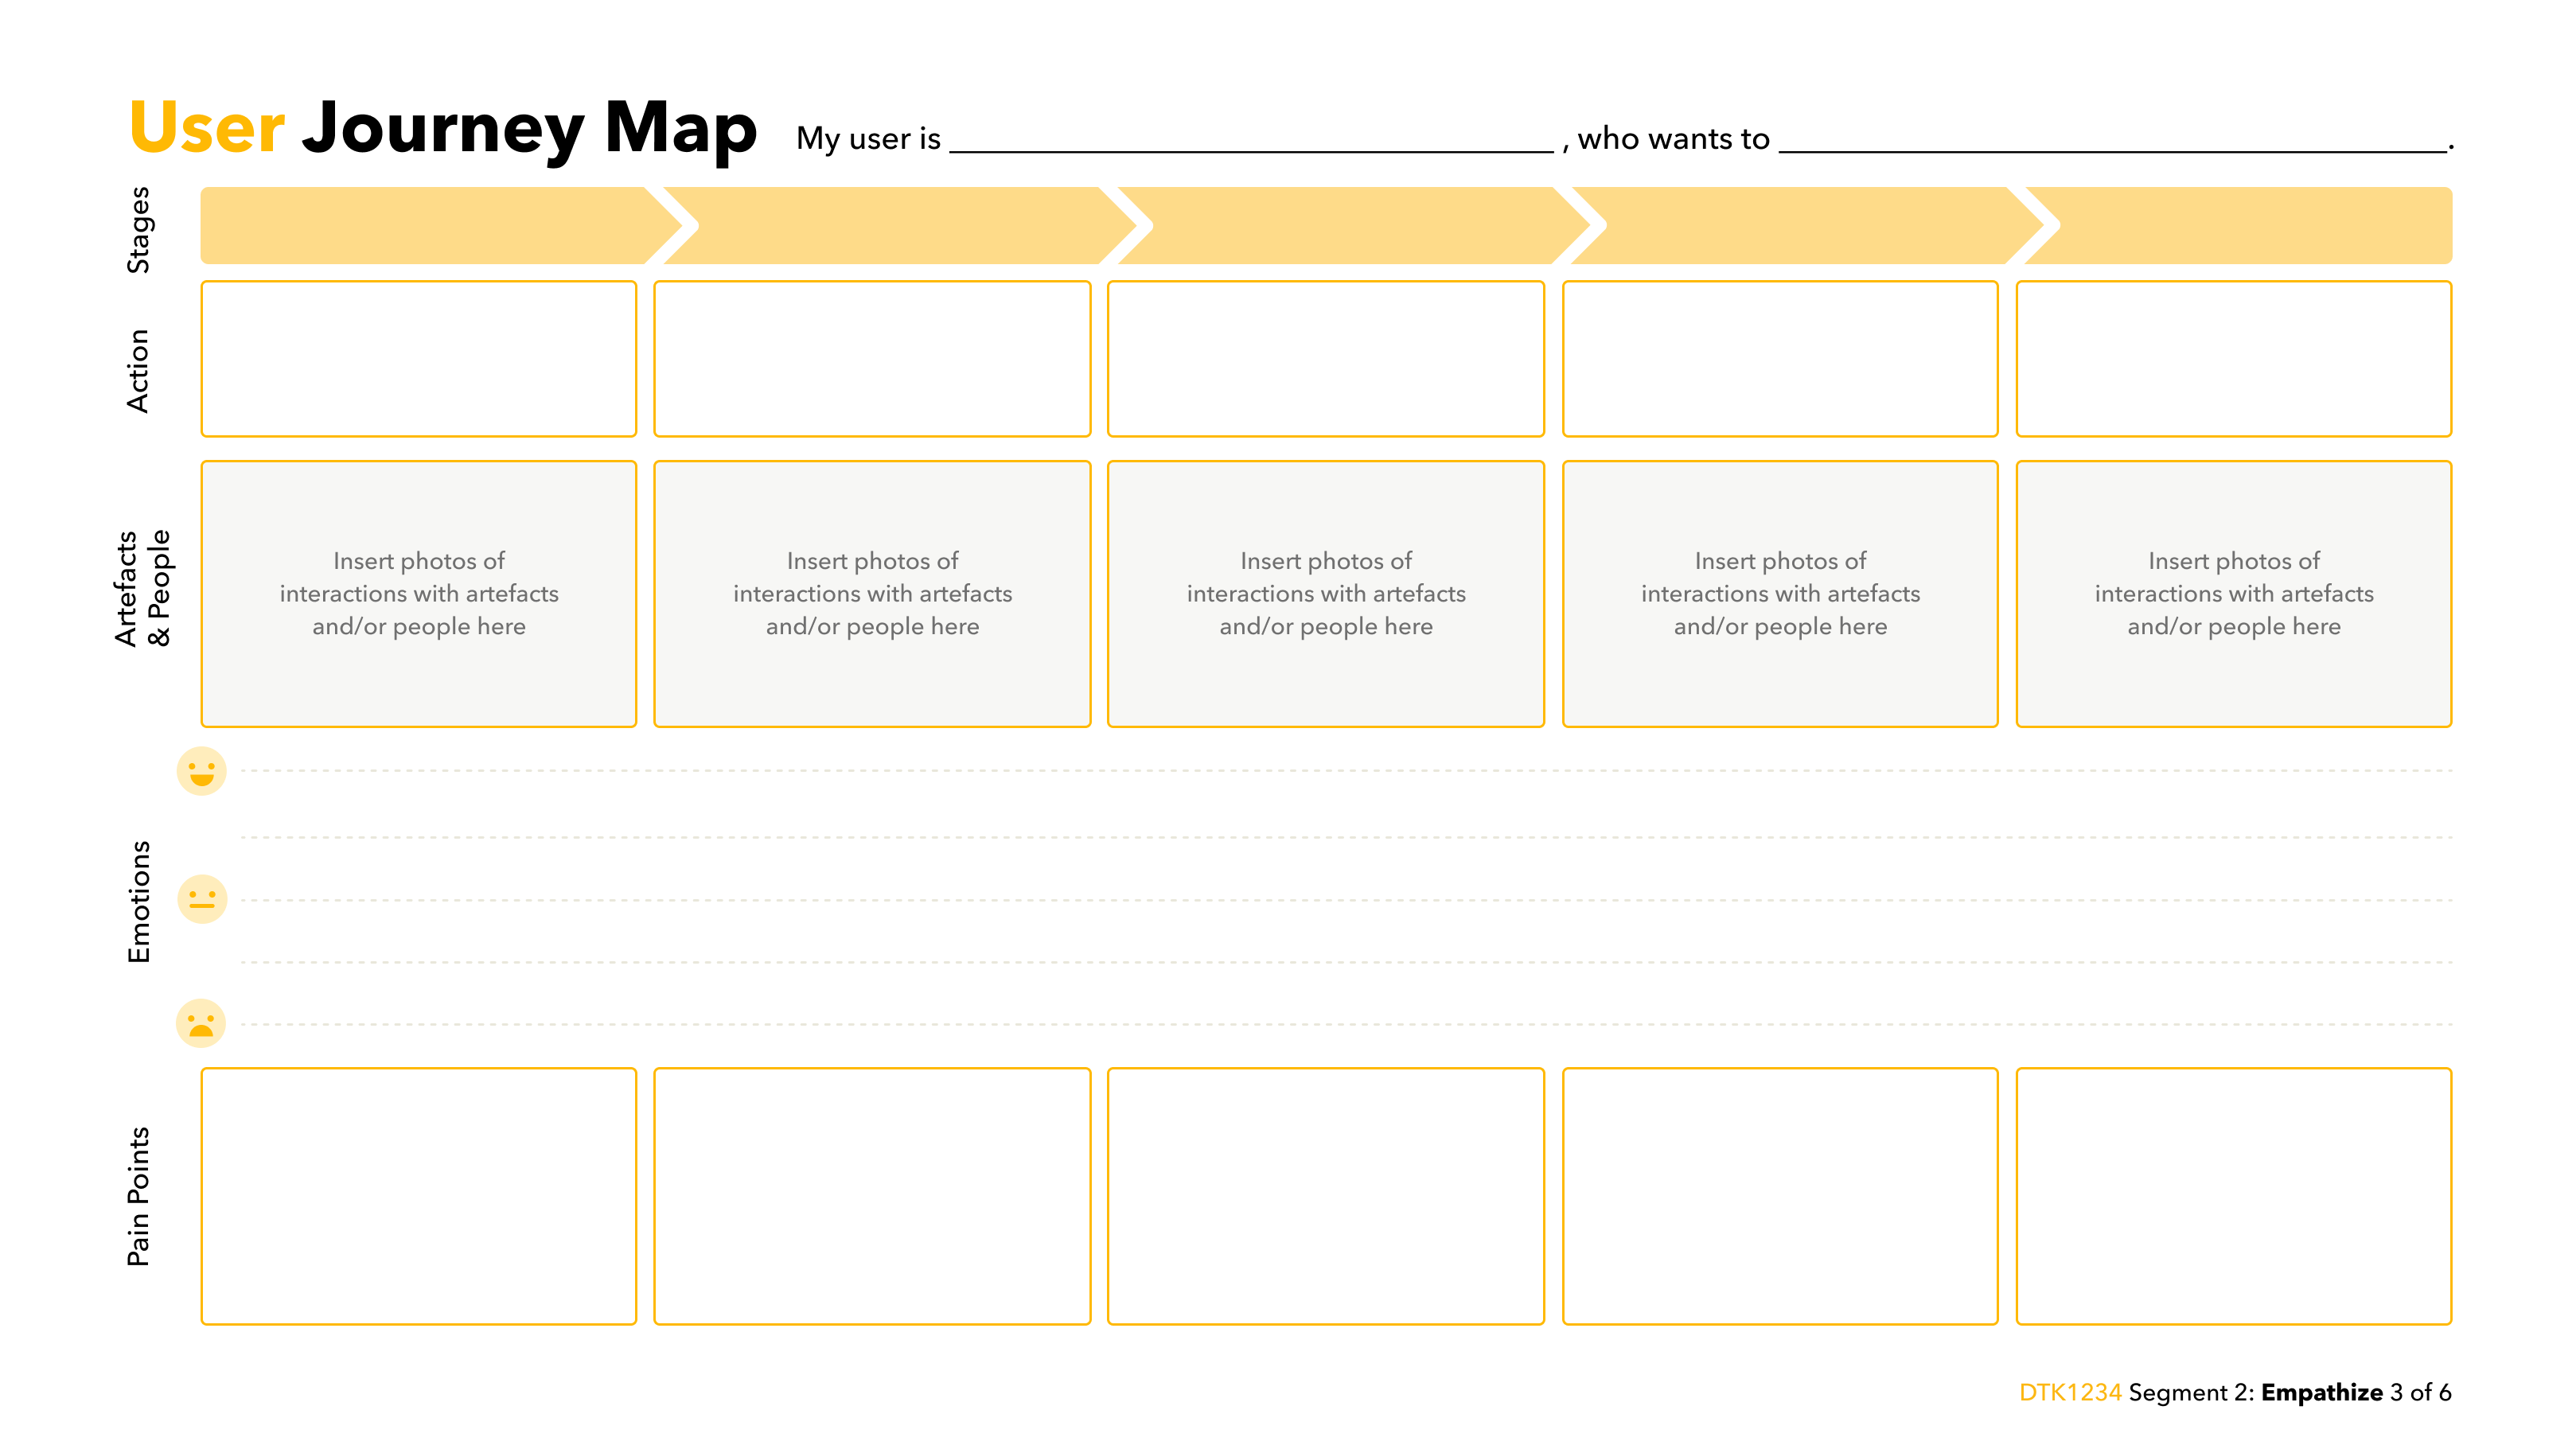 User Journey Map My user is , who wants to .
Stages
Action
Artefacts
& People
Insert photos of
interactions with artefacts
and/or people here
Insert photos of
interactions with artefacts
and/or people here
Insert photos of
interactions with artefacts
and/or people here
Insert photos of
interactions with artefacts
and/or people here
Insert photos of
interactions with artefacts
and/or people here
Emotions
Pain Points
DTK1234 Segment 2: Empathize 3 of 6